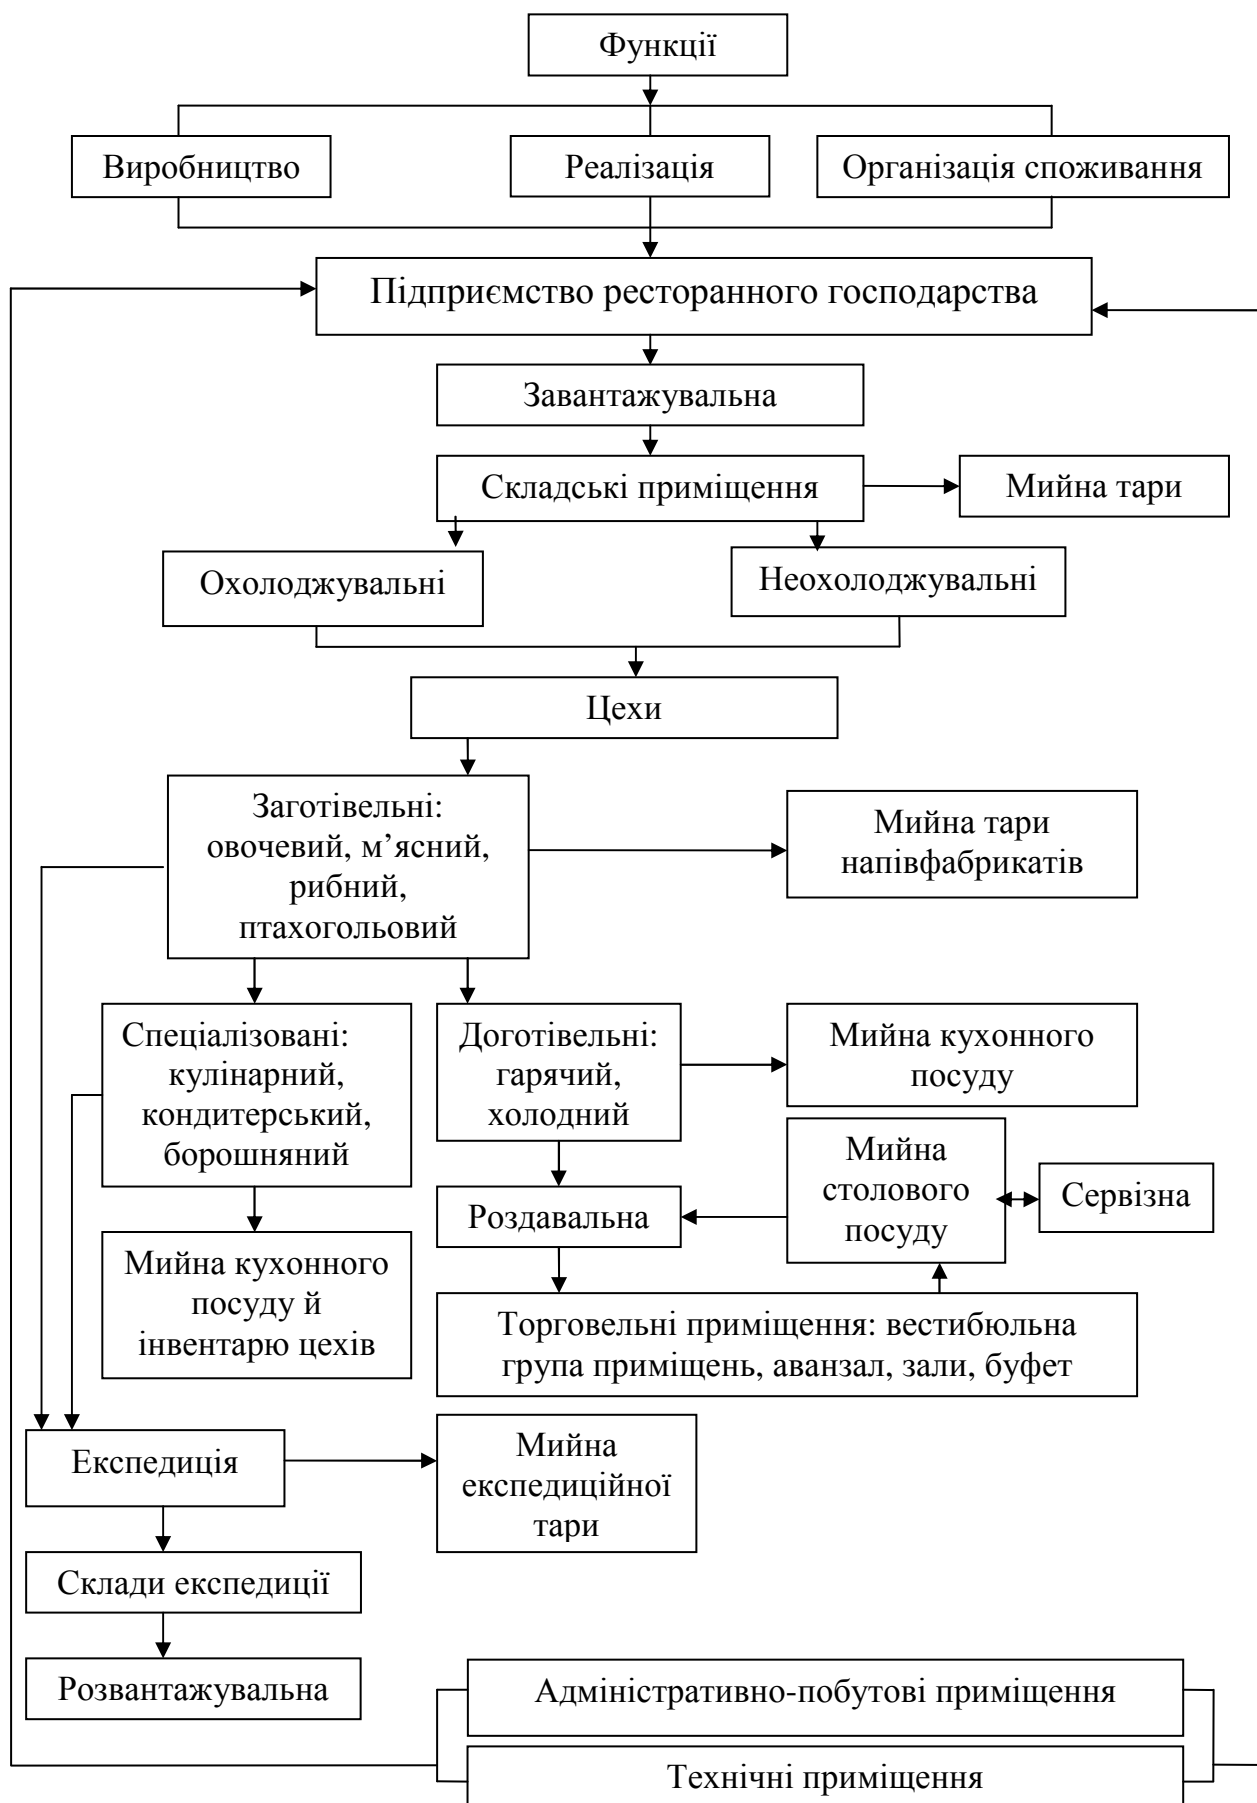 Функції
Виробництво
Реалізація
Організація споживання
Підприємство ресторанного господарства
Завантажувальна
Складські приміщення
Мийна тари
Охолоджувальні
Неохолоджувальні
Цехи
Заготівельні:
овочевий, м’ясний,
рибний,
птахогольовий
Мийна тари
напівфабрикатів
Спеціалізовані:
кулінарний,
кондитерський,
борошняний
Доготівельні:
гарячий,
холодний
Мийна кухонного
посуду
Мийна
столового
посуду
Сервізна
Роздавальна
Мийна кухонного
посуду й
інвентарю цехів
Торговельні приміщення: вестибюльна
група приміщень, аванзал, зали, буфет
Експедиція
Мийна
експедиційної
тари
Склади експедиції
Розвантажувальна
Адміністративно-побутові приміщення
Технічні приміщення